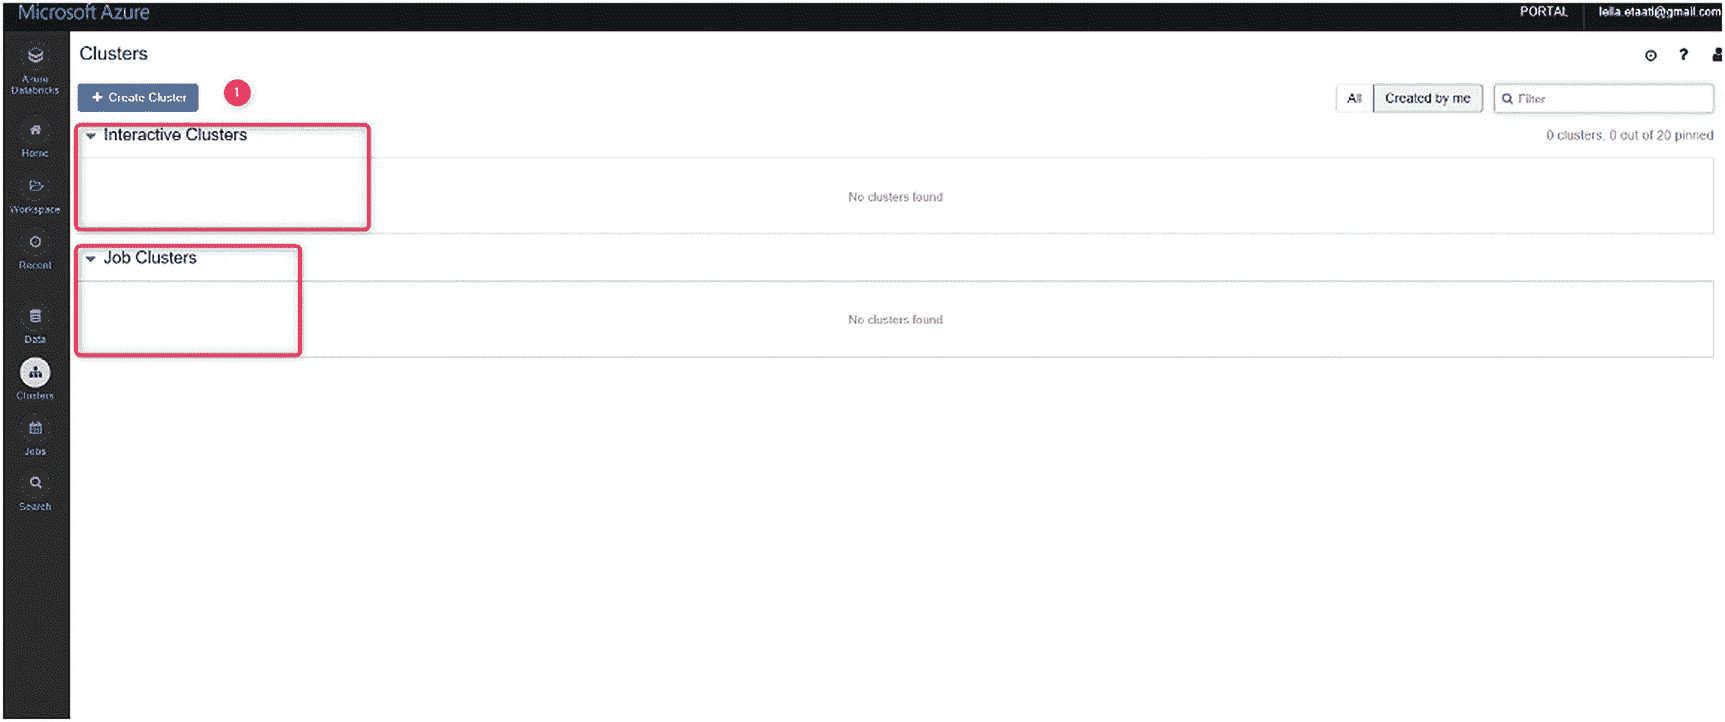 Microsoft Azure
PORTAL
leila.etaati@gmail.com
Azure
Databricks
Home
Workspace
Recent
Data
Clusters
Jobs
Search
Clusters
?
+ Create Cluster
1
All
Created by me
Filter
Interactive Clusters
0 clusters, 0 out of 20 pinned
No clusters found
Job Clusters
No clusters found